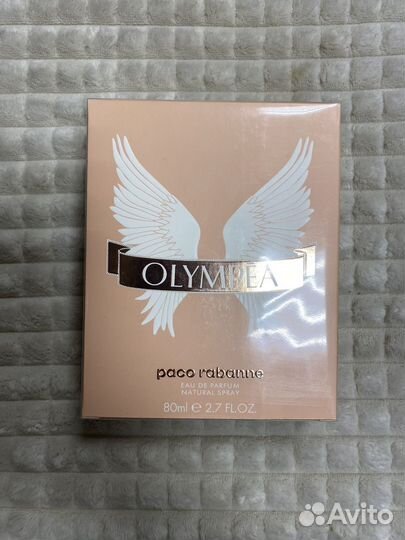 OLYMPEA
paco rabanne
EAU DE PARFUM
NATURAL SPRAY
80ml e 2.7 FL.OZ.
Avito